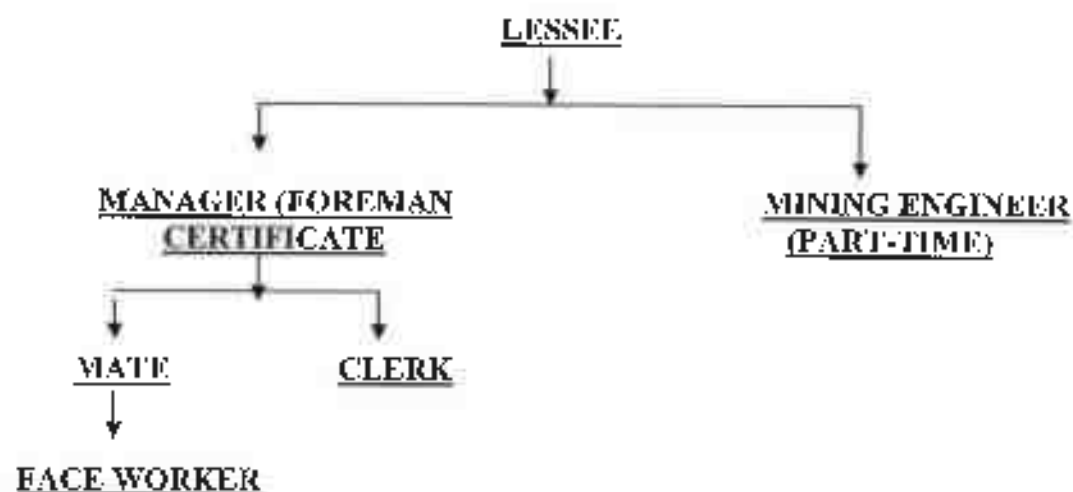 LESSEE
MANAGER (FOREMAN
CERTIFICATE
MINING ENGINEER
(PART-TIME)
MATE
CLERK
FACE WORKER